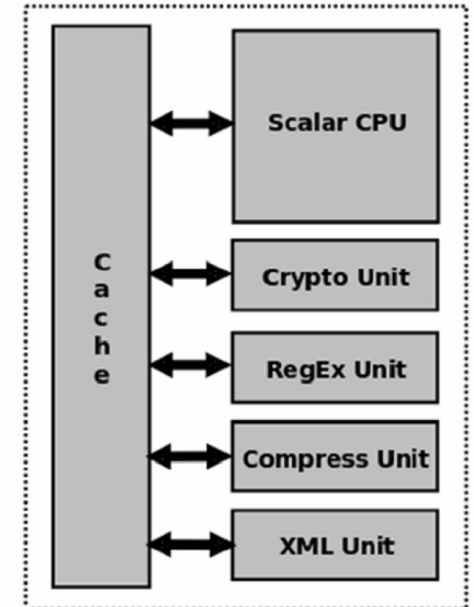 Cache
Scalar CPU
Crypto Unit
RegEx Unit
Compress Unit
XML Unit